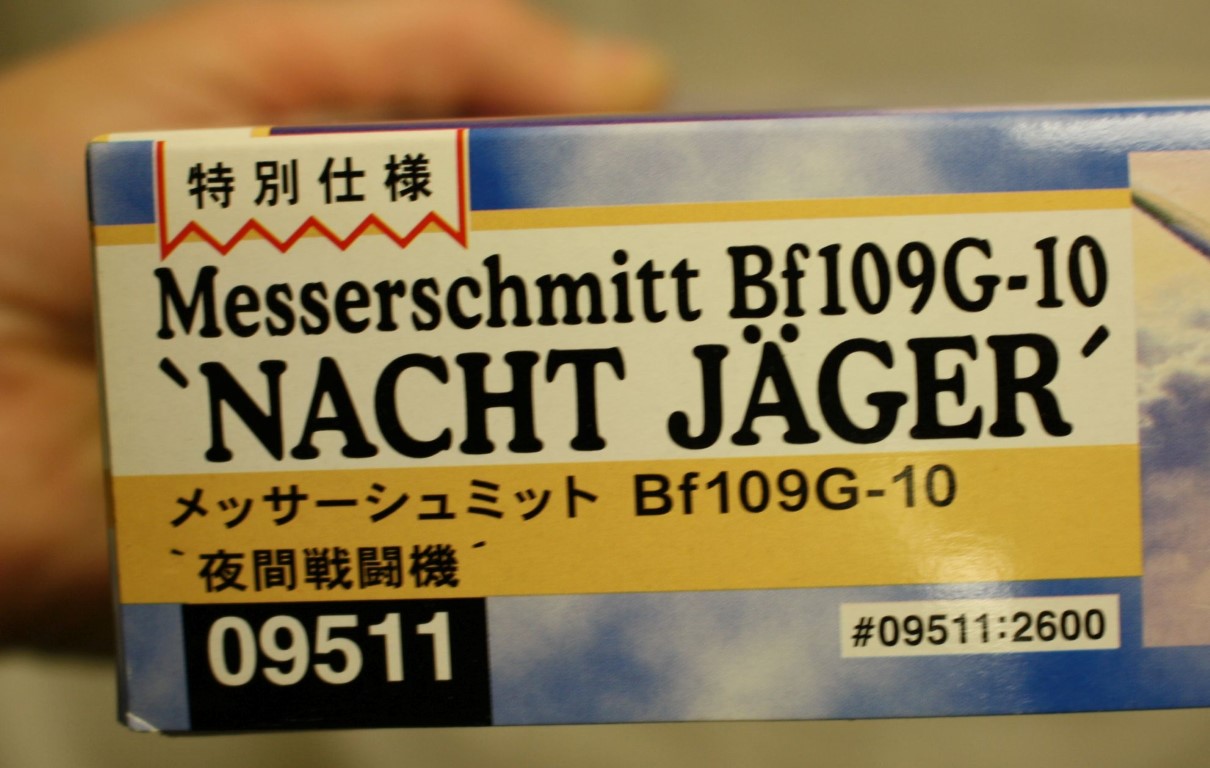 特別仕様
Messerschmitt Bf109G-10
`NACHT JÄGER´
メッサーシュミット Bf109G-10
`夜間戦闘機´
09511
#09511:2600